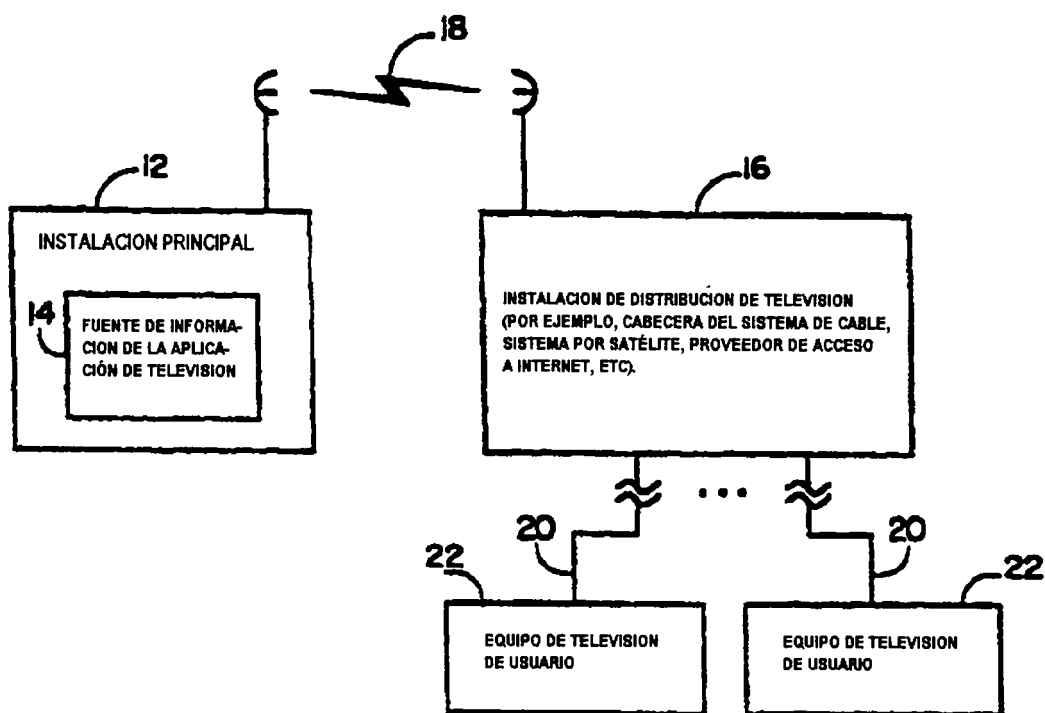 18
12
16
INSTALACION PRINCIPAL
14
FUENTE DE INFORMA-
CION DE LA APLICA-
CIÓN DE TELEVISION
INSTALACION DE DISTRIBUCION DE TELEVISION
(POR EJEMPLO, CABECERA DEL SISTEMA DE CABLE,
SISTEMA POR SATÉLITE, PROVEEDOR DE ACCESO
A INTERNET, ETC).
...
20
20
22
22
EQUIPO DE TELEVISION
DE USUARIO
EQUIPO DE TELEVISION
DE USUARIO